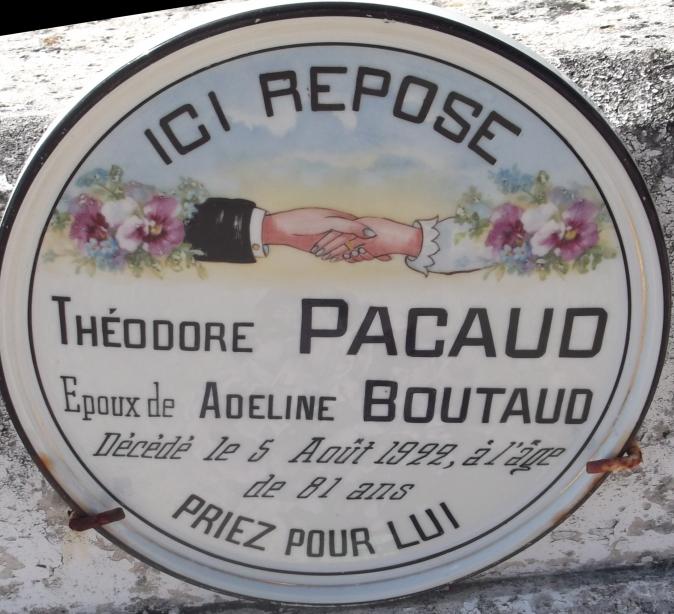 ICI REPOSE
THÉODORE PACAUD
Epoux de ADELINE BOUTAUD
Décédé le 5 Août 1922, à l'âge
de 81 ans
PRIEZ POUR LUI